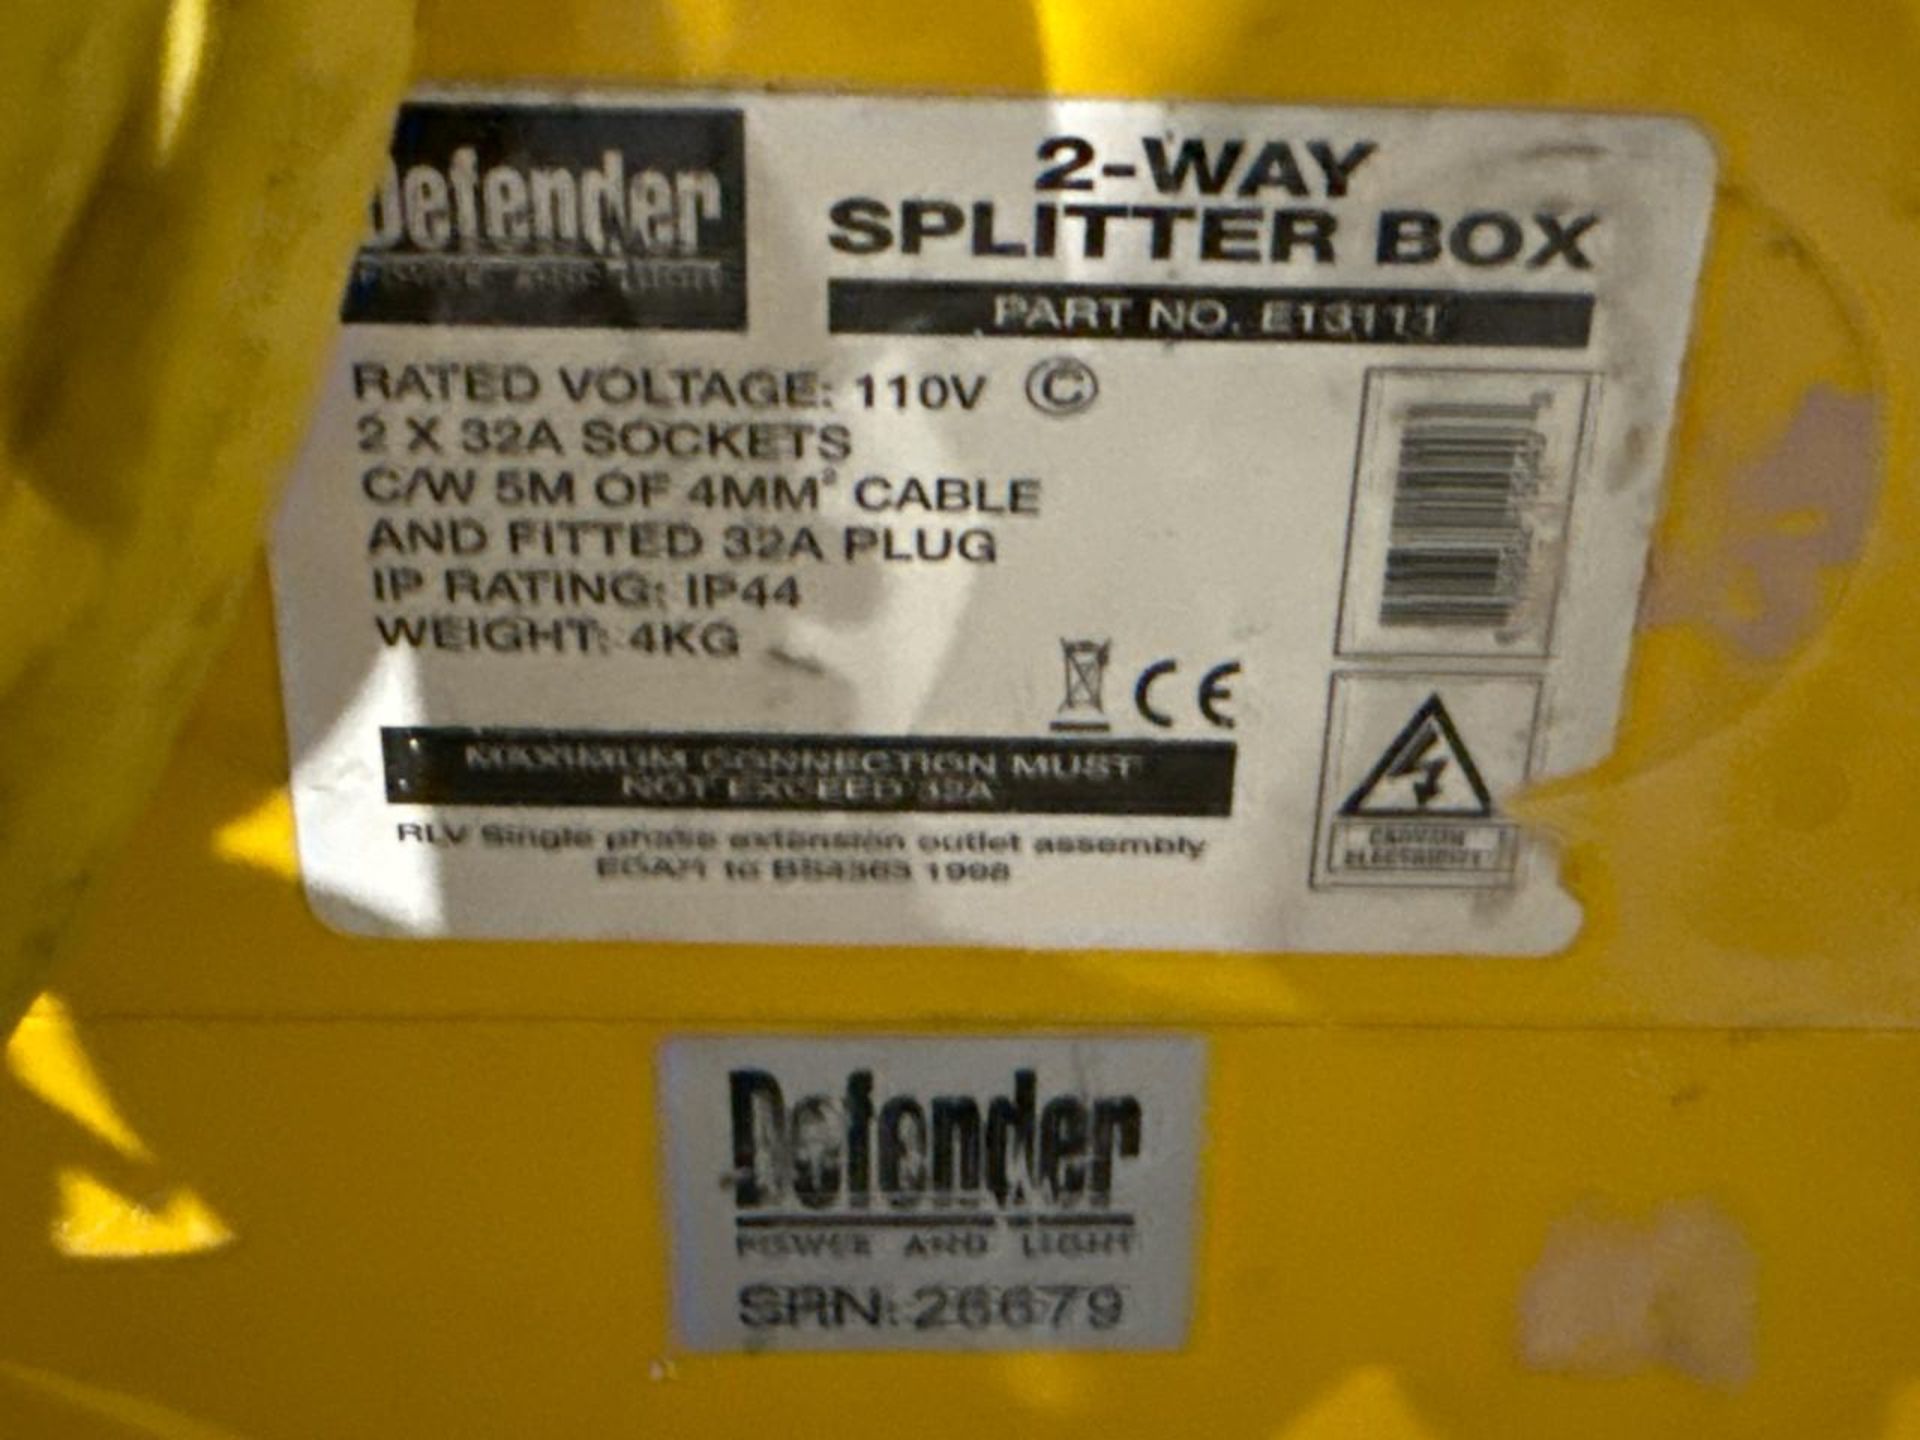 Defender
POWER AND LIGHT
2-WAY
SPLITTER BOX
PART NO. E13111
RATED VOLTAGE: 110V Ⓒ
2 X 32A SOCKETS
C/W 5M OF 4MM² CABLE
AND FITTED 32A PLUG
IP RATING: IP44
WEIGHT: 4KG
CE
MAXIMUM CONNECTION MUST
NOT EXCEED 32A
RLV Single phase extension outlet assembly
to BS4363 1998
CAUTION
ELECTRICITY
Defender
POWER AND LIGHT
SRN: 26679